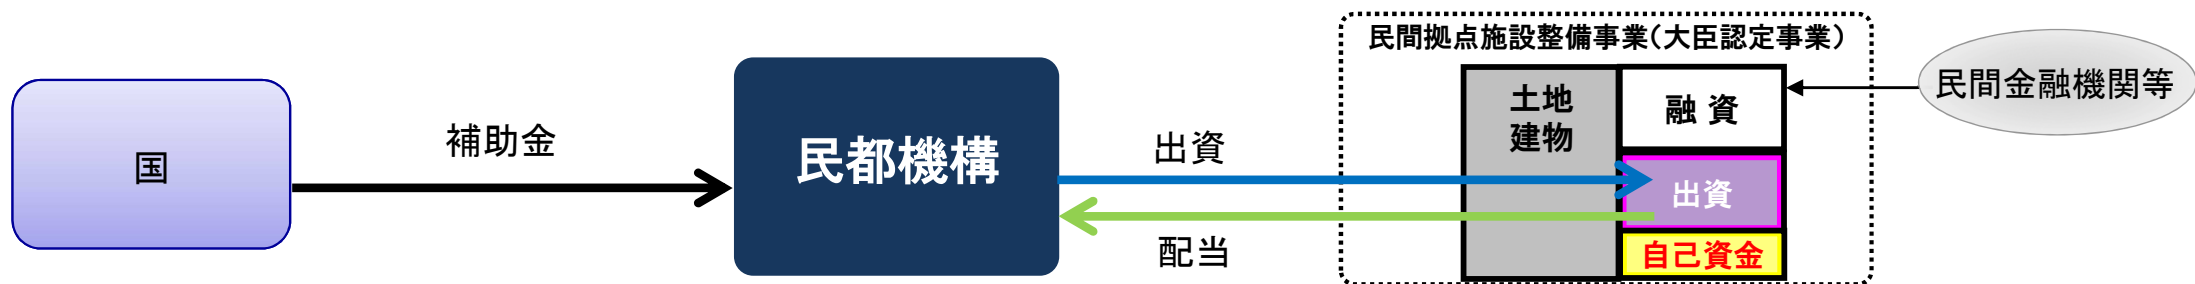 国
補助金
民都機構
出資
配当
民間拠点施設整備事業(大臣認定事業)
土地
建物
融 資
出資
自己資金
民間金融機関等